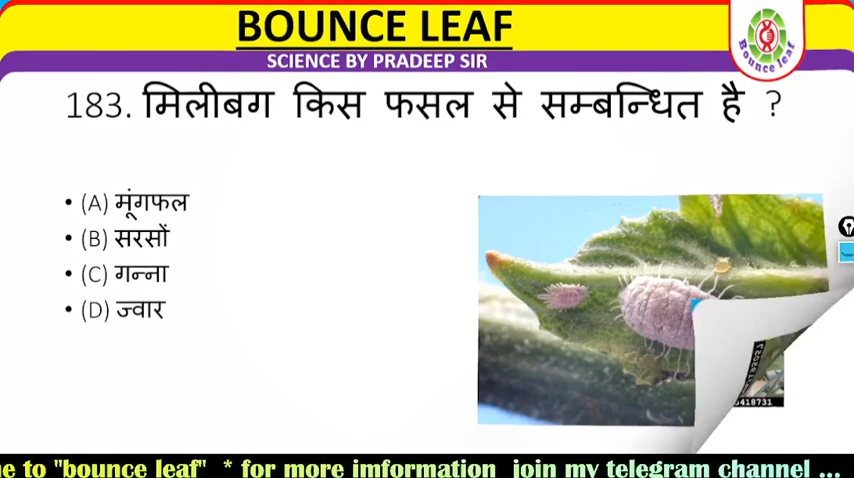 BOUNCE LEAF
SCIENCE BY PRADEEP SIR
Bounce leaf
183. मिलीबग किस फसल से सम्बन्धित है ?
• (A) मूंगफल
• (B) सरसों
• (C) गन्ना
• (D) ज्वार
418731
to "bounce leaf" * for more imformation join my telegram channel ...